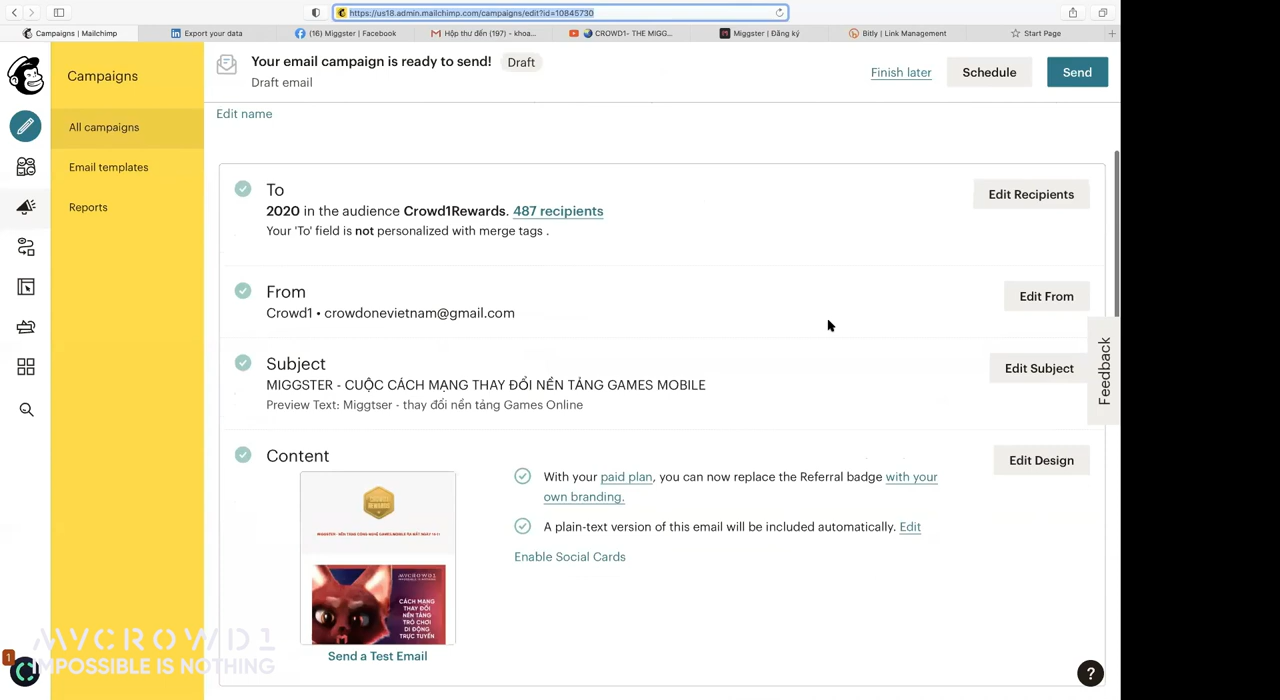 https://us18.admin.mailchimp.com/campaigns/edit?id=10845730
Campaigns | Mailchimp
Export your data
(16) Miggster | Facebook
Hộp thư đến (197) - khoa...
CROWD1- THE MIGG...
Miggster | Đăng ký
Bitly | Link Management
Start Page
Campaigns
All campaigns
Email templates
Reports
Your email campaign is ready to send!
Draft
Draft email
Finish later
Schedule
Send
Edit name
To
2020 in the audience Crowd1Rewards. 487 recipients
Your 'To' field is not personalized with merge tags .
Edit Recipients
From
Crowd1 • crowdonevietnam@gmail.com
Edit From
Subject
MIGGSTER - CUỘC CÁCH MẠNG THAY ĐỔI NỀN TẢNG GAMES MOBILE
Preview Text: Miggtser - thay đổi nền tảng Games Online
Edit Subject
Feedback
Content
Edit Design
MYCROWD1
CÁCH MẠNG
THAY ĐỔI
NỀN TẢNG
TRÒ CHƠI
DI ĐỘNG
TRỰC TUYẾN
Send a Test Email
With your paid plan, you can now replace the Referral badge with your
own branding.
A plain-text version of this email will be included automatically. Edit
Enable Social Cards
MYCROWD1
IMPOSSIBLE IS NOTHING
1
?